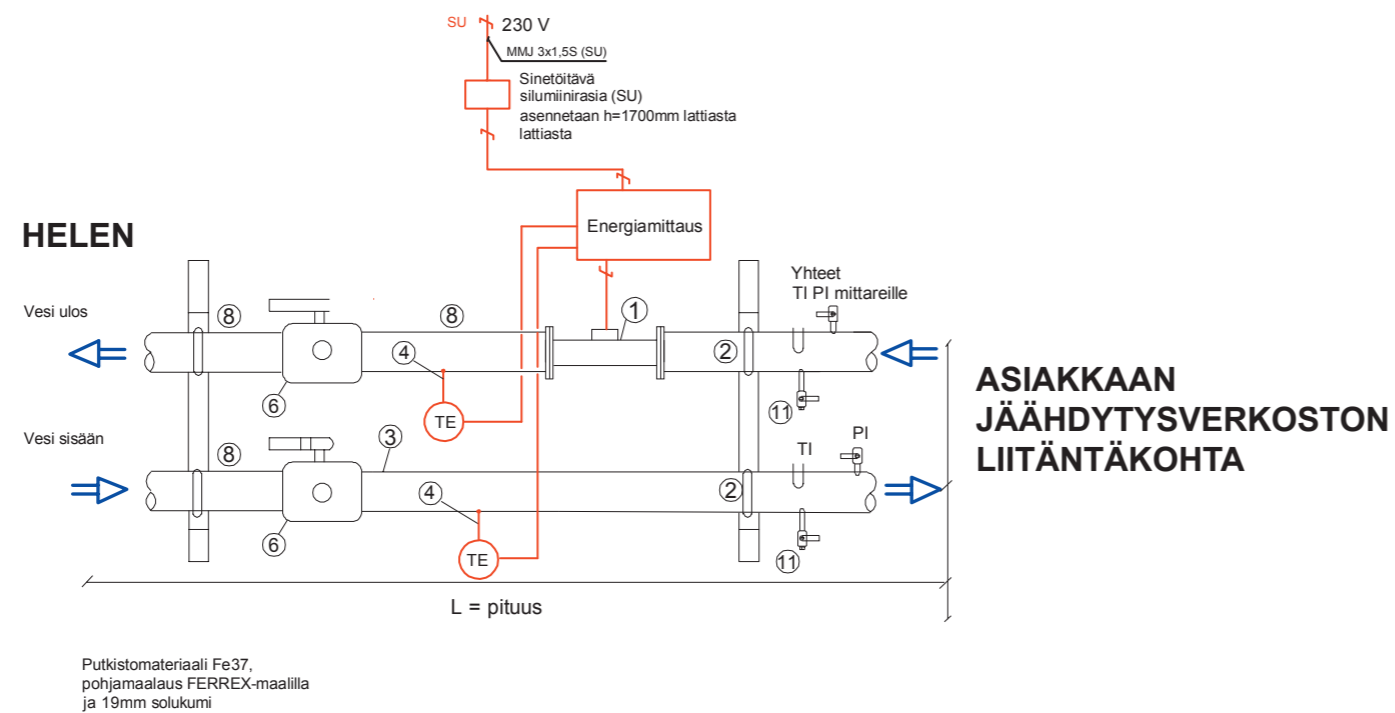 SU 230 V
MMJ 3x1,5S (SU)
Sinetöitävä
silumiinirasia (SU)
asennetaan h=1700mm lattiasta
lattiasta
Energiamittaus
HELEN
Vesi ulos
8
8
1
Yhteet
TI PI mittareille
4
2
6
TE
11
ASIAKKAAN
JÄÄHDYTYSVERKOSTON
LIITÄNTÄKOHTA
Vesi sisään
8
3
TI
PI
4
2
6
TE
11
L = pituus
Putkistomateriaali Fe37,
pohjamaalaus FERREX-maalilla
ja 19mm solukumi